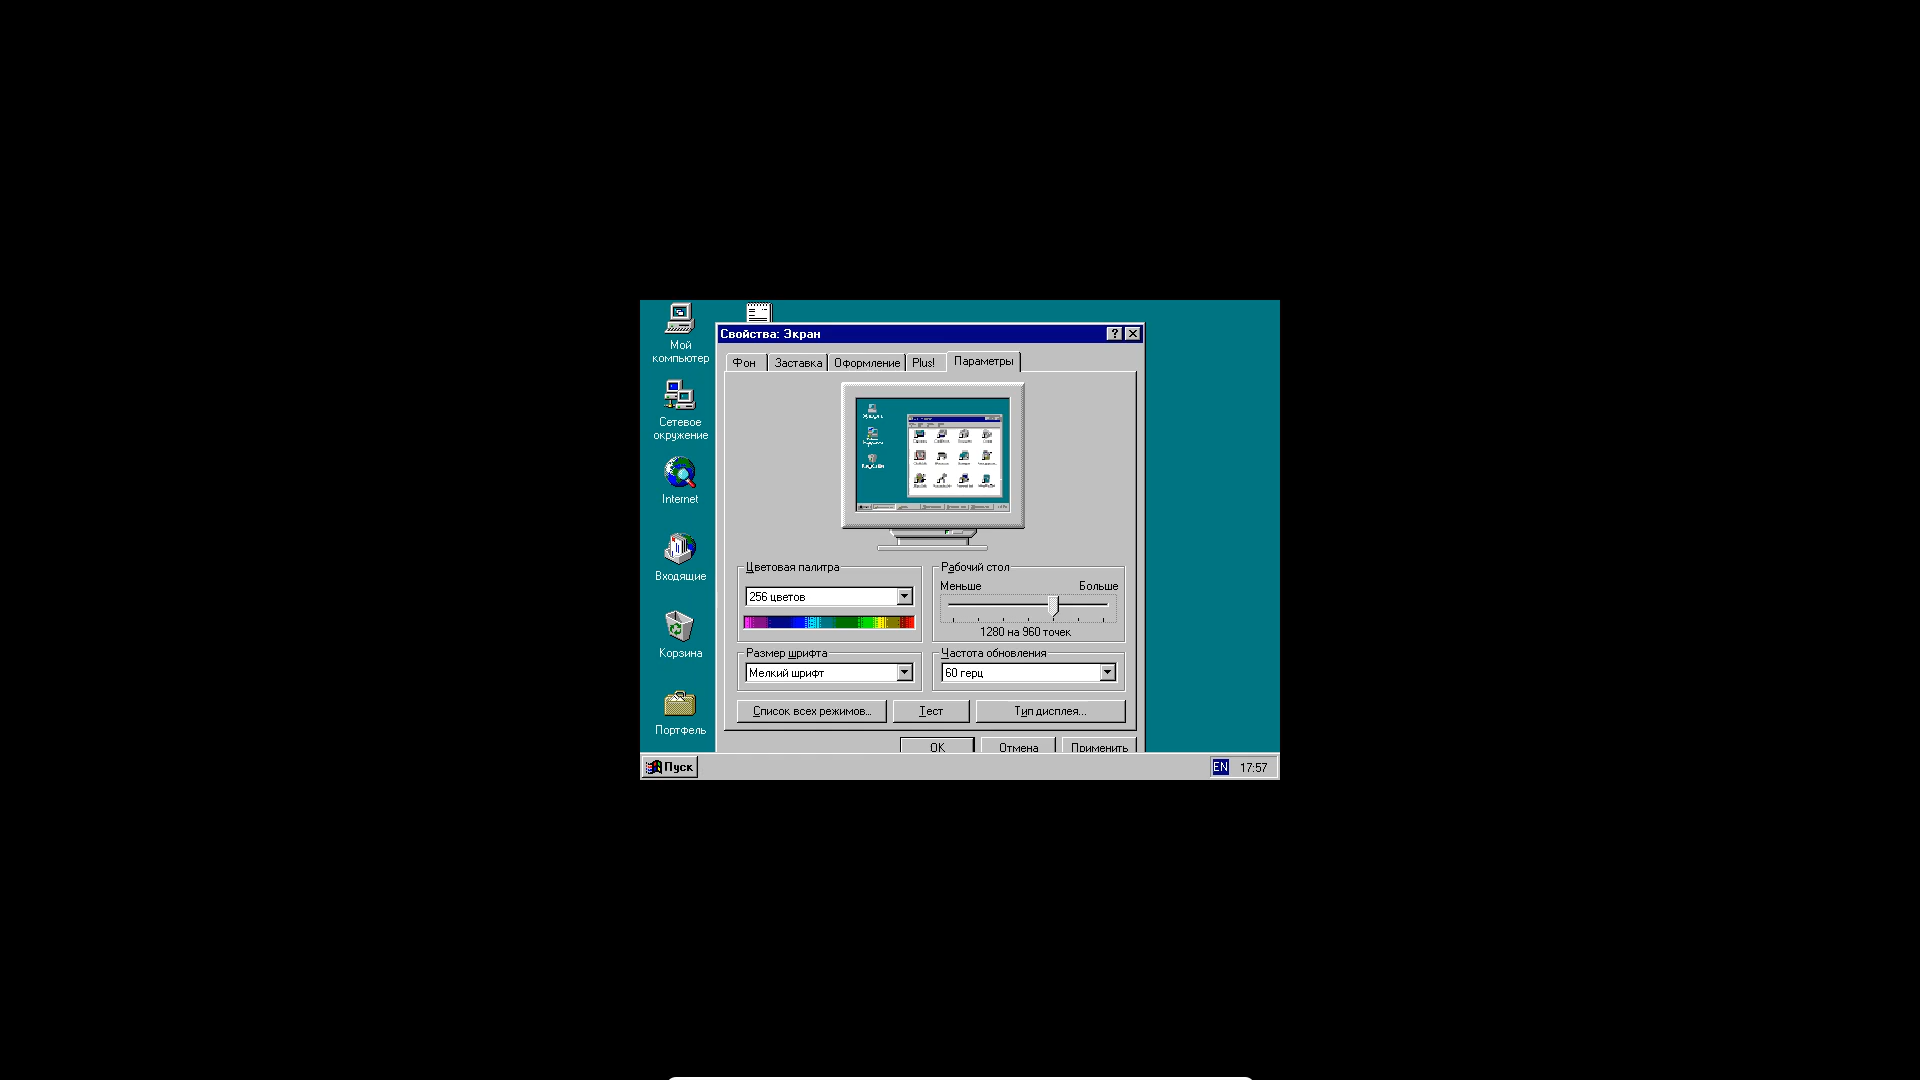 Мой
компьютер
Сетевое
окружение
Internet
Входящие
Корзина
Портфель
Свойства: Экран
Фон
Заставка
Оформление
Plus!
Параметры
Цветовая палитра
256 цветов
Рабочий стол
Меньше
Больше
1280 на 960 точек
Размер шрифта
Мелкий шрифт
Частота обновления
60 герц
Список всех режимов...
Тест
Тип дисплея...
OK
Отмена
Применить
Пуск
EN
17:57